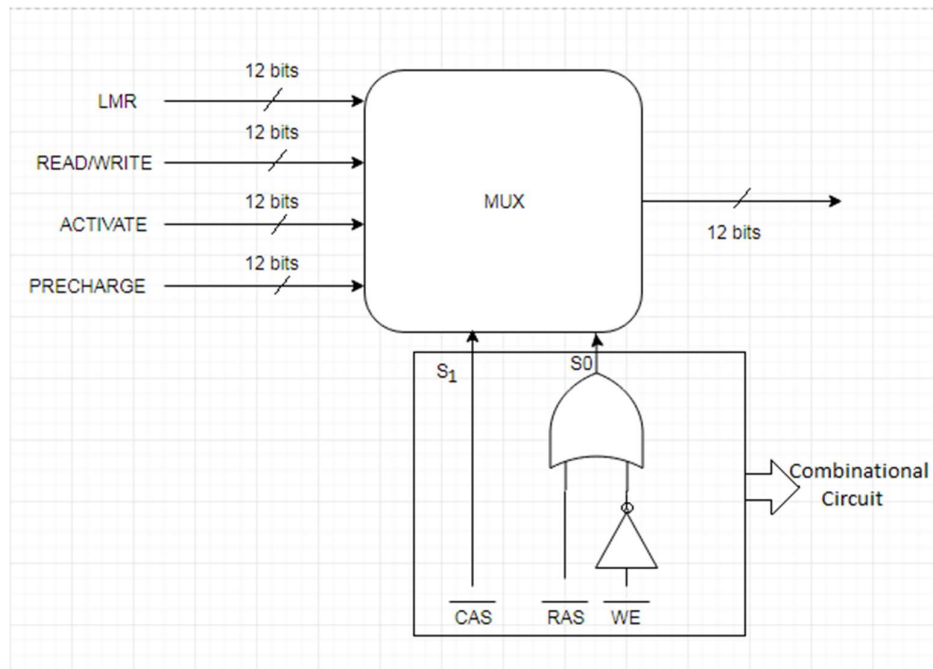 12 bits
LMR
12 bits
READ/WRITE
12 bits
ACTIVATE
12 bits
PRECHARGE
MUX
12 bits
S1
S0
Combinational
Circuit
CAS
RAS
WE